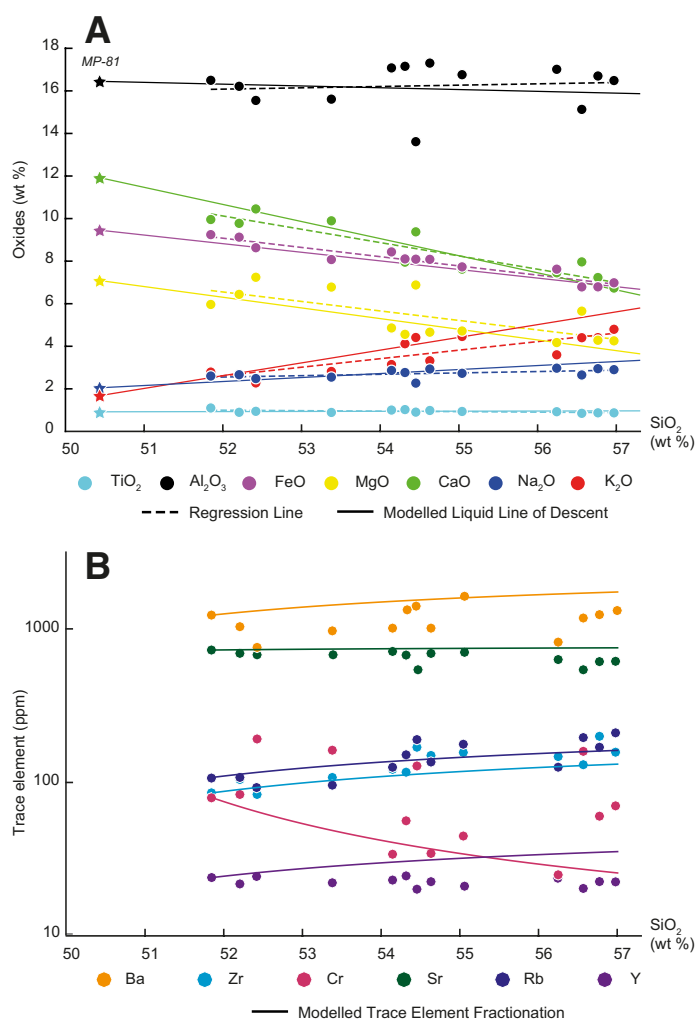 A
MP-81
18
16
14
12
10
8
6
4
2
0
Oxides (wt %)
50 51 52 53 54 55 56 57
SiO₂
(wt %)
TiO₂ Al₂O₃ FeO MgO CaO Na₂O K₂O
Regression Line Modelled Liquid Line of Descent
B
1000
100
10
Trace element (ppm)
50 51 52 53 54 55 56 57
SiO₂
(wt %)
Ba Zr Cr Sr Rb Y
Modelled Trace Element Fractionation